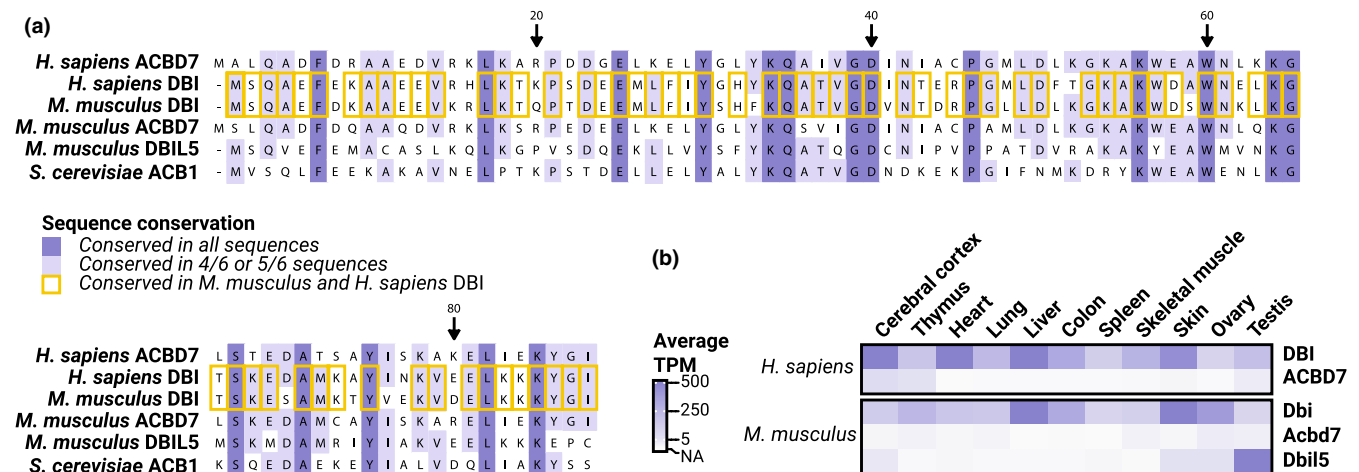 (a)
20 40 60
H. sapiens ACBD7 M A L Q A D F D R A A E D V R K L K A R P D D G E L K E L Y G L Y K Q A I V G D I N I A C P G M L D L K G K A K W E A W N L K K G
H. sapiens DBI - M S Q A E F E K A A E E V R H L K T K P S D E E M L F I Y G H Y K Q A T V G D I N T E R P G M L D F T G K A K W D A W N E L K G
M. musculus DBI - M S Q A E F D K A A E E V K R L K T Q P T D E E M L F I Y S H F K Q A T V G D V N T D R P G L L D L K G K A K W D S W N K L K G
M. musculus ACBD7 M S L Q A D F D Q A A Q D V R K L K S R P E D E E L K E L Y G L Y K Q S V I G D I N I A C P A M L D L K G K A K W E A W N L Q K G
M. musculus DBIL5 - M S Q V E F E M A C A S L K Q L K G P V S D Q E K L L V Y S F Y K Q A T Q G D C N I P V P P A T D V R A K A K Y E A W M V N K G
S. cerevisiae ACB1 - M V S Q L F E E K A K A V N E L P T K P S T D E L L E L Y A L Y K Q A T V G D N D K E K P G I F N M K D R Y K W E A W E N L K G
Sequence conservation
Conserved in all sequences
Conserved in 4/6 or 5/6 sequences
Conserved in M. musculus and H. sapiens DBI
80
H. sapiens ACBD7 L S T E D A T S A Y I S K A K E L I E K Y G I
H. sapiens DBI T S K E D A M K A Y I N K V E E L K K K Y G I
M. musculus DBI T S K E S A M K T Y V E K V D E L K K K Y G I
M. musculus ACBD7 L S K E D A M C A Y I S K A R E L I E K Y G I
M. musculus DBIL5 M S K M D A M R I Y I A K V E E L K K K E P C
S. cerevisiae ACB1 K S Q E D A E K E Y I A L V D Q L I A K Y S S
(b)
Cerebral cortex
Thymus
Heart
Lung
Liver
Colon
Spleen
Skeletal muscle
Skin
Ovary
Testis
Average
TPM
500
250
5
NA
H. sapiens
DBI
ACBD7
M. musculus
Dbi
Acbd7
Dbil5